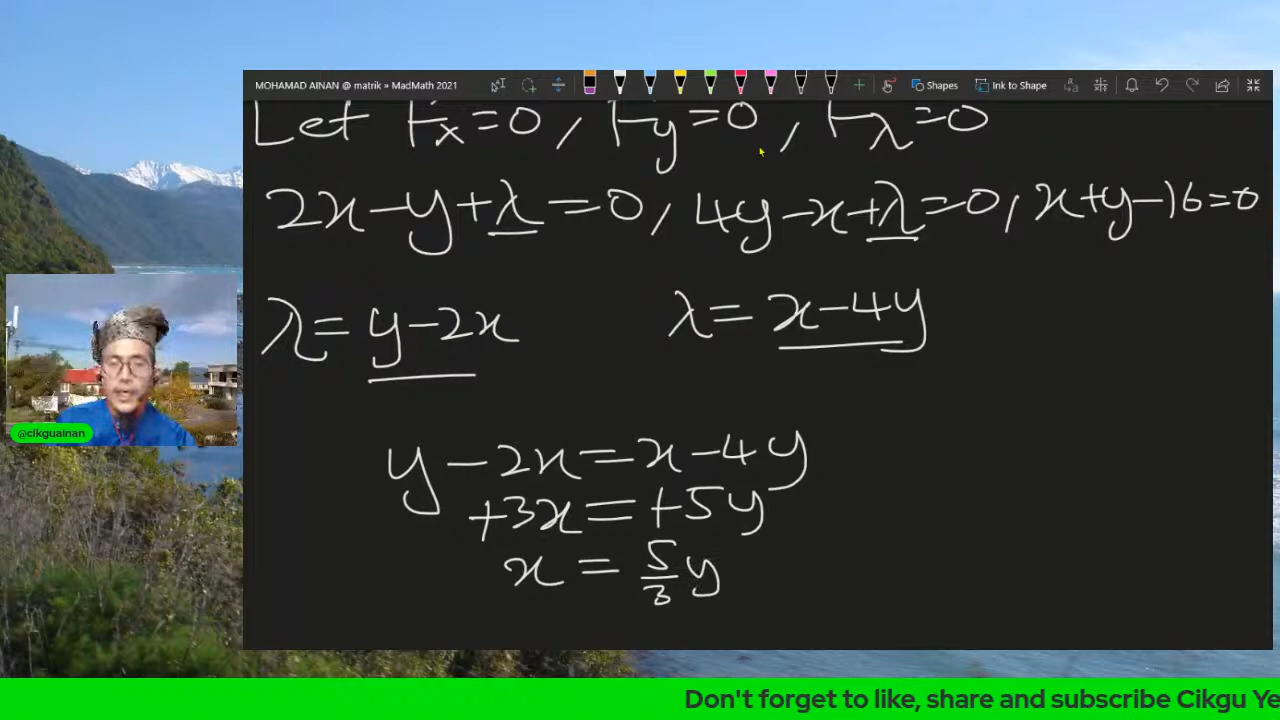 MOHAMAD AINAN @ matrik » MadMath 2021
Shapes
Ink to Shape
Let Fx=0, Fy=0, Fλ=0
2x-y+λ=0, 4y-x+λ=0, x+y-16=0
λ=y-2x
λ=x-4y
y-2x=x-4y
+3x=+5y
x=5/3y
@cikguainan
Don't forget to like, share and subscribe Cikgu Ye